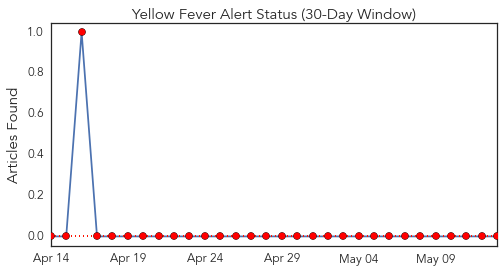 Yellow Fever Alert Status (30-Day Window)
Articles Found
1.0
0.8
0.6
0.4
0.2
0.0
Apr 14
Apr 19
Apr 24
Apr 29
May 04
May 09